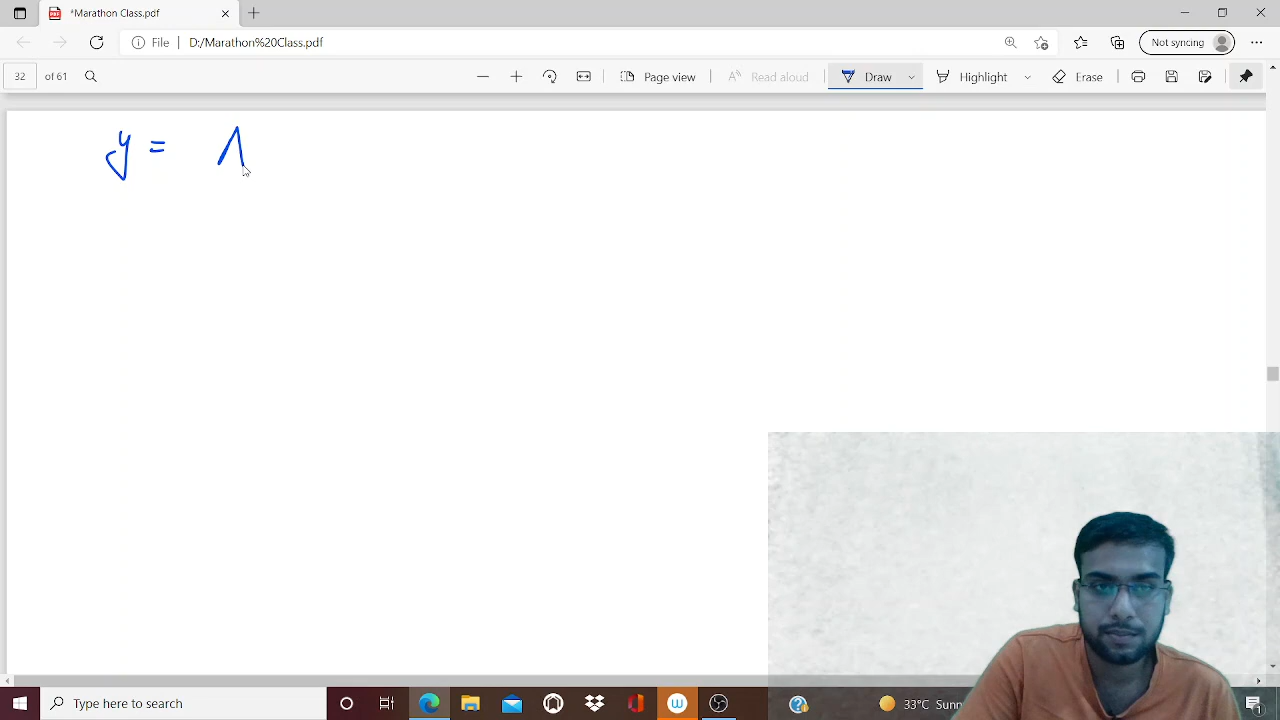 *Marathon Class.pdf
File | D:/Marathon%20Class.pdf
Not syncing
32 of 61
Page view
Read aloud
Draw
Highlight
Erase
y = Λ
Type here to search
33°C Sunn